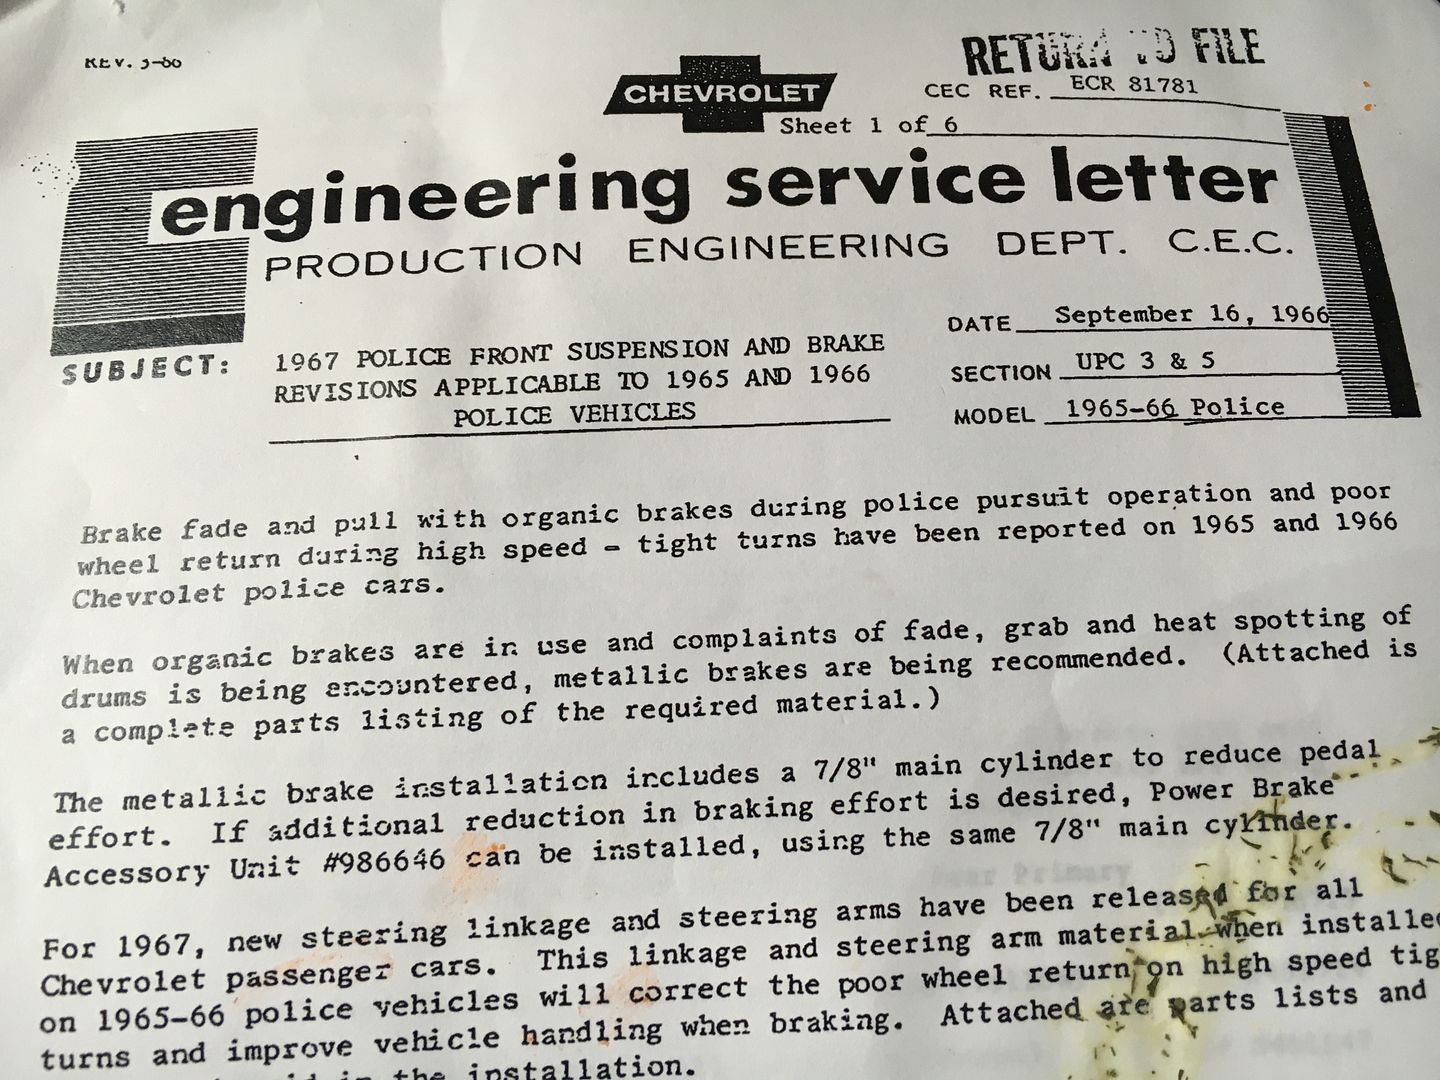 REV. 3-60
RETURN TO FILE
CHEVROLET
CEC REF. ECR 81781
Sheet 1 of 6
engineering service letter
PRODUCTION ENGINEERING DEPT. C.E.C.
SUBJECT: 1967 POLICE FRONT SUSPENSION AND BRAKE
REVISIONS APPLICABLE TO 1965 AND 1966
POLICE VEHICLES
DATE September 16, 1966
SECTION UPC 3 & 5
MODEL 1965-66 Police
Brake fade and pull with organic brakes during police pursuit operation and poor
wheel return during high speed - tight turns have been reported on 1965 and 1966
Chevrolet police cars.
When organic brakes are in use and complaints of fade, grab and heat spotting of
drums is being encountered, metallic brakes are being recommended. (Attached is
a complete parts listing of the required material.)
The metallic brake installation includes a 7/8" main cylinder to reduce pedal
effort. If additional reduction in braking effort is desired, Power Brake
Accessory Unit #986646 can be installed, using the same 7/8" main cylinder.
For 1967, new steering linkage and steering arms have been released for all
Chevrolet passenger cars. This linkage and steering arm material when installe
on 1965-66 police vehicles will correct the poor wheel return on high speed tig
turns and improve vehicle handling when braking. Attached are parts lists and
in the installation.